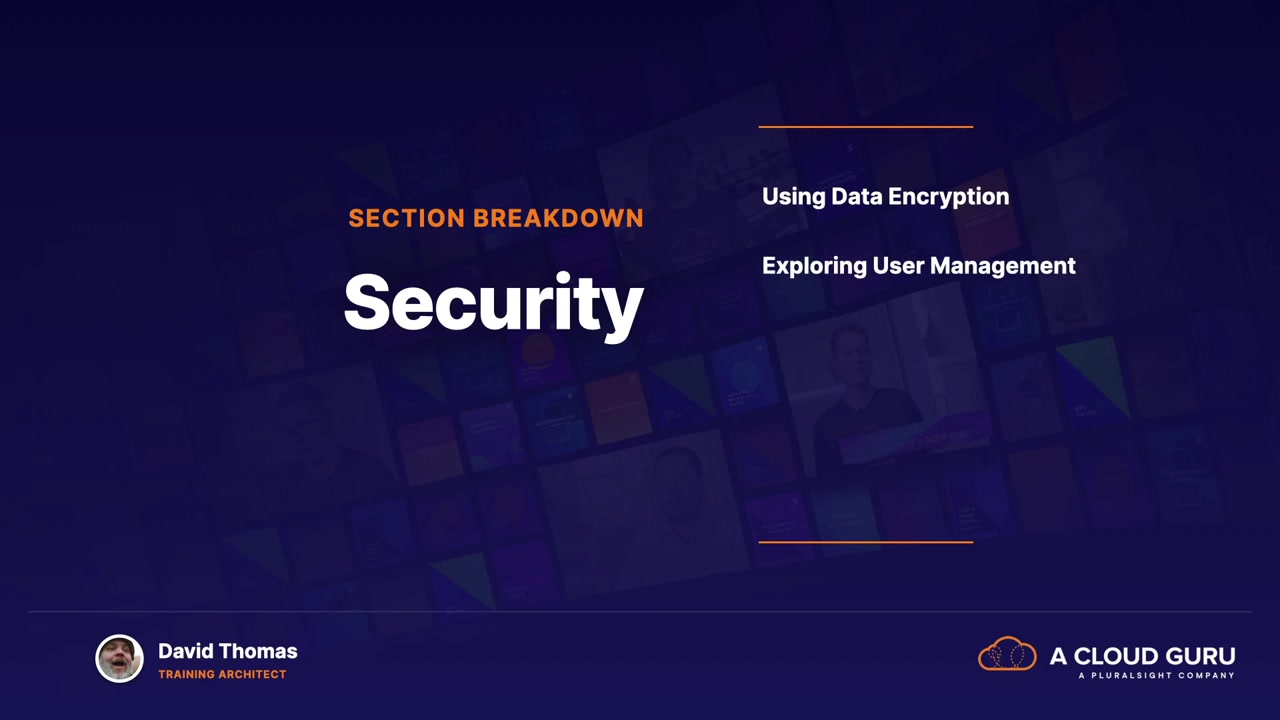 SECTION BREAKDOWN
Security
Using Data Encryption
Exploring User Management
David Thomas
TRAINING ARCHITECT
A CLOUD GURU
A PLURALSIGHT COMPANY